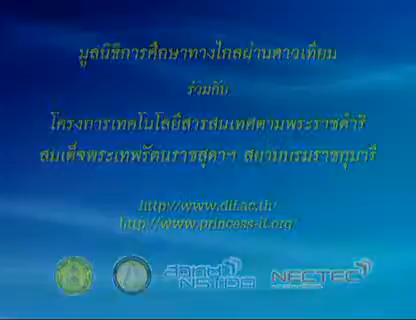 มูลนิธิการศึกษาทางไกลผ่านดาวเทียม
ร่วมกับ
โครงการเทคโนโลยีสารสนเทศตามพระราชดำริ
สมเด็จพระเทพรัตนราชสุดาฯ สยามบรมราชกุมารี
http://www.dlf.ac.th/
http://www.princess-it.org/
สวทช
NSTDA
NECTEC